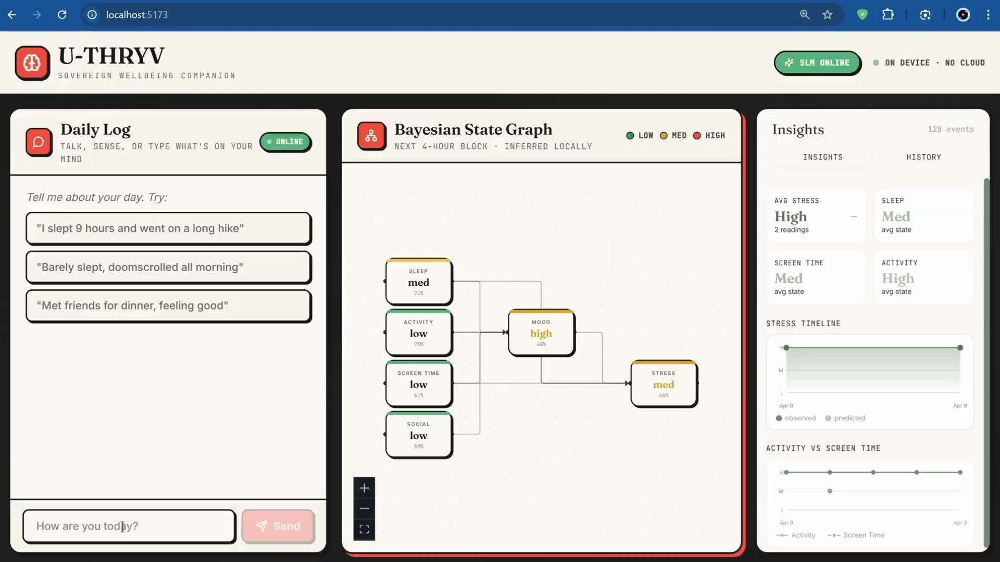 localhost:5173
U-THRYV
SOVEREIGN WELLBEING COMPANION
SLM ONLINE
ON DEVICE · NO CLOUD
Daily Log
TALK, SENSE, OR TYPE WHAT'S ON YOUR
MIND
ONLINE
Tell me about your day. Try:
"I slept 9 hours and went on a long hike"
"Barely slept, doomscrolled all morning"
"Met friends for dinner, feeling good"
How are you today?
Send
Bayesian State Graph
NEXT 4-HOUR BLOCK · INFERRED LOCALLY
LOW MED HIGH
SLEEP
med
71%
ACTIVITY
low
75%
SCREEN TIME
low
61%
SOCIAL
low
89%
MOOD
high
48%
STRESS
med
46%
Insights
128 events
INSIGHTS HISTORY
AVG STRESS
High –
2 readings
SLEEP
Med
avg state
SCREEN TIME
Med
avg state
ACTIVITY
High
avg state
STRESS TIMELINE
H
M
L
Apr 9 Apr 9
observed predicted
ACTIVITY VS SCREEN TIME
H
M
L
Apr 9 Apr 9
Activity Screen Time